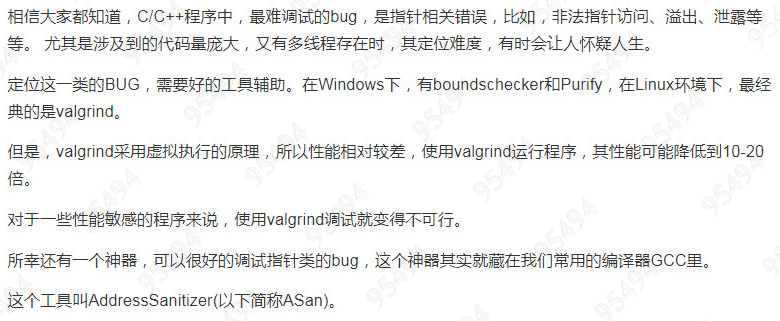 相信大家都知道，C/C++程序中，最难调试的bug，是指针相关错误，比如，非法指针访问、溢出、泄露等
等。 尤其是涉及到的代码量庞大，又有多线程存在时，其定位难度，有时会让人怀疑人生。
定位这一类的BUG，需要好的工具辅助。在Windows下，有boundschecker和Purify，在Linux环境下，最经
典的是valgrind。
但是，valgrind采用虚拟执行的原理，所以性能相对较差，使用valgrind运行程序，其性能可能降低到10-20
倍。
对于一些性能敏感的程序来说，使用valgrind调试就变得不可行。
所幸还有一个神器，可以很好的调试指针类的bug，这个神器其实就藏在我们常用的编译器GCC里。
这个工具叫AddressSanitizer(以下简称ASan)。
95494